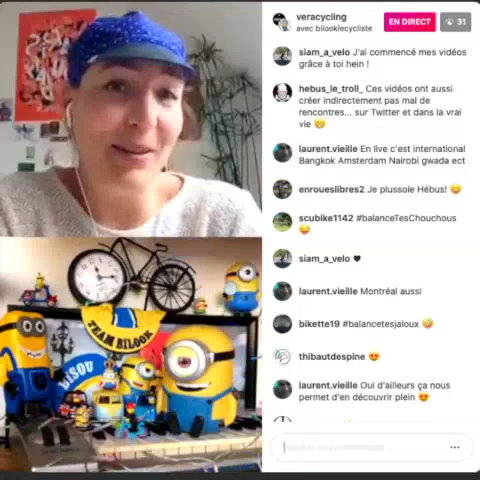 veracycling
avec bilooklecycliste
EN DIRECT
31
siam_a_velo J'ai commencé mes vidéos
grâce à toi hein !
hebus_le_troll_ Ces vidéos ont aussi
créer indirectement pas mal de
rencontres... sur Twitter et dans la vrai
vie 😄
laurent.vieille En live c'est international
Bangkok Amsterdam Nairobi gwada ect
enroueslibres2 Je plussoie Hébus! 😄
scubike1142 #balanceTesChouchous
😜
siam_a_velo 🖤
laurent.vieille Montréal aussi
bikette19 #balancetesjaloux 🤣
thibautdespine 😍
laurent.vieille Oui d'ailleurs ça nous
permet d'en découvrir plein 😍
TEAM BILOOK
BISOU